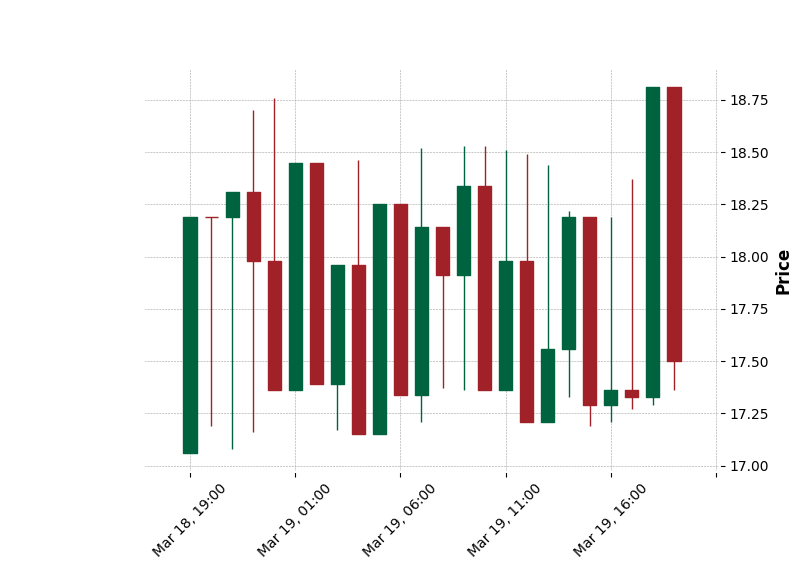 18.75
18.50
18.25
18.00
17.75
17.50
17.25
17.00
Price
Mar 18, 19:00
Mar 19, 01:00
Mar 19, 06:00
Mar 19, 11:00
Mar 19, 16:00